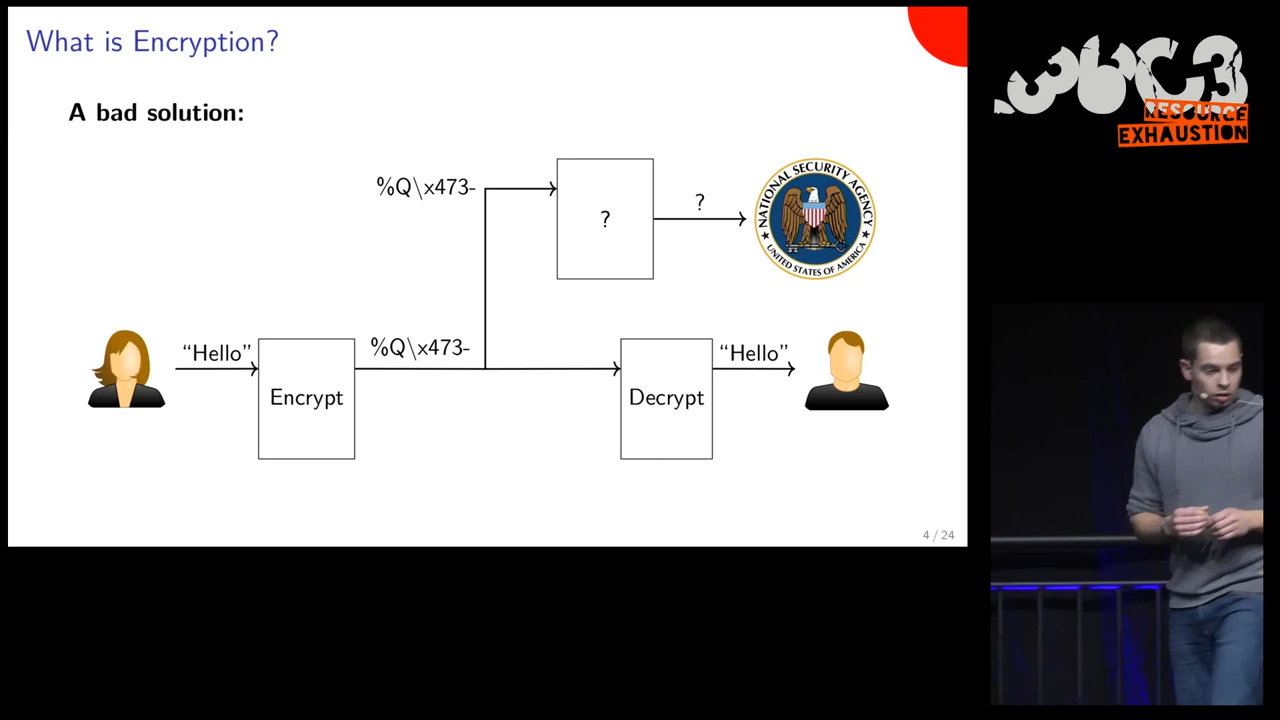 What is Encryption?
A bad solution:
%Q\x473-
?
?
NATIONAL SECURITY AGENCY
UNITED STATES OF AMERICA
"Hello"
Encrypt
%Q\x473-
Decrypt
"Hello"
4 / 24
36C3
RESOURCE
EXHAUSTION